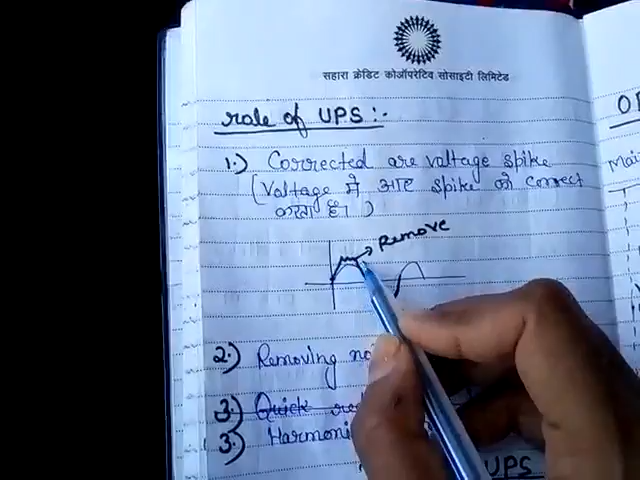 सहारा क्रेडिट कोऑपरेटिव सोसाइटी लिमिटेड
role of UPS :-
1.) Corrected are voltage spike
(Voltage मे आए spike को correct
करता है। )
Remove
2.) Removing
3.) Quick
3.) Harmoni
UPS